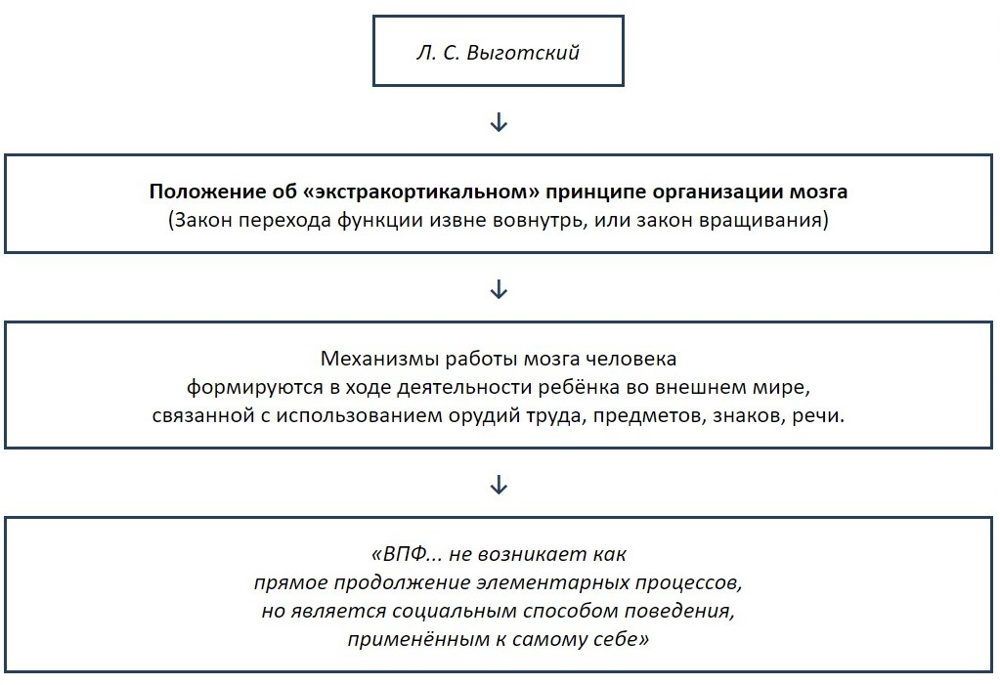 Л. С. Выготский
Положение об «экстракортикальном» принципе организации мозга
(Закон перехода функции извне вовнутрь, или закон вращивания)
Механизмы работы мозга человека
формируются в ходе деятельности ребёнка во внешнем мире,
связанной с использованием орудий труда, предметов, знаков, речи.
«ВПФ... не возникает как
прямое продолжение элементарных процессов,
но является социальным способом поведения,
применённым к самому себе»